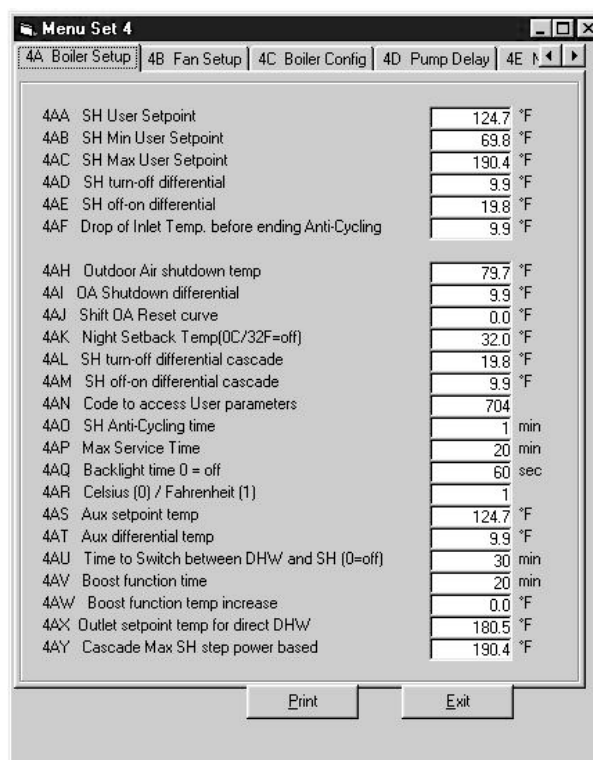 Menu Set 4
4A Boiler Setup 4B Fan Setup 4C Boiler Config 4D Pump Delay 4E
4AA SH User Setpoint 124.7 °F
4AB SH Min User Setpoint 69.8 °F
4AC SH Max User Setpoint 190.4 °F
4AD SH turn-off differential 9.9 °F
4AE SH off-on differential 19.8 °F
4AF Drop of Inlet Temp. before ending Anti-Cycling 9.9 °F
4AH Outdoor Air shutdown temp 79.7 °F
4AI OA Shutdown differential 9.9 °F
4AJ Shift OA Reset curve 0.0 °F
4AK Night Setback Temp(0C/32F=off) 32.0 °F
4AL SH turn-off differential cascade 19.8 °F
4AM SH off-on differential cascade 9.9 °F
4AN Code to access User parameters 704
4AO SH Anti-Cycling time 1 min
4AP Max Service Time 20 min
4AQ Backlight time 0 = off 60 sec
4AR Celsius (0) / Fahrenheit (1) 1
4AS Aux setpoint temp 124.7 °F
4AT Aux differential temp 9.9 °F
4AU Time to Switch between DHW and SH (0=off) 30 min
4AV Boost function time 20 min
4AW Boost function temp increase 0.0 °F
4AX Outlet setpoint temp for direct DHW 180.5 °F
4AY Cascade Max SH step power based 190.4 °F
Print Exit